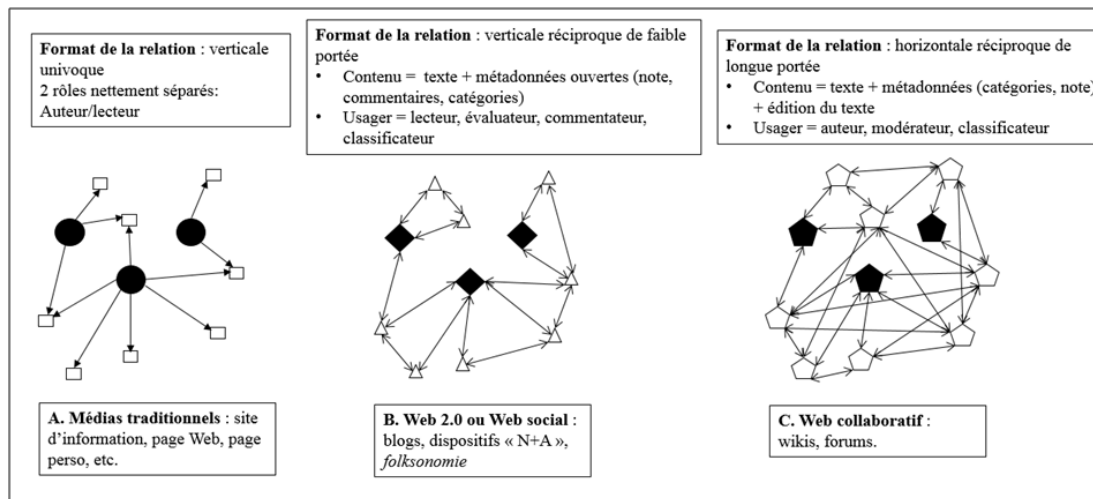 Format de la relation : verticale
univoque
2 rôles nettement séparés:
Auteur/lecteur
Format de la relation : verticale réciproque de faible
portée
• Contenu = texte + métadonnées ouvertes (note,
commentaires, catégories)
• Usager = lecteur, évaluateur, commentateur,
classificateur
Format de la relation : horizontale réciproque de
longue portée
• Contenu = texte + métadonnées (catégories, note)
+ édition du texte
• Usager = auteur, modérateur, classificateur
A. Médias traditionnels : site
d’information, page Web, page
perso, etc.
B. Web 2.0 ou Web social :
blogs, dispositifs « N+A »,
folksonomie
C. Web collaboratif :
wikis, forums.